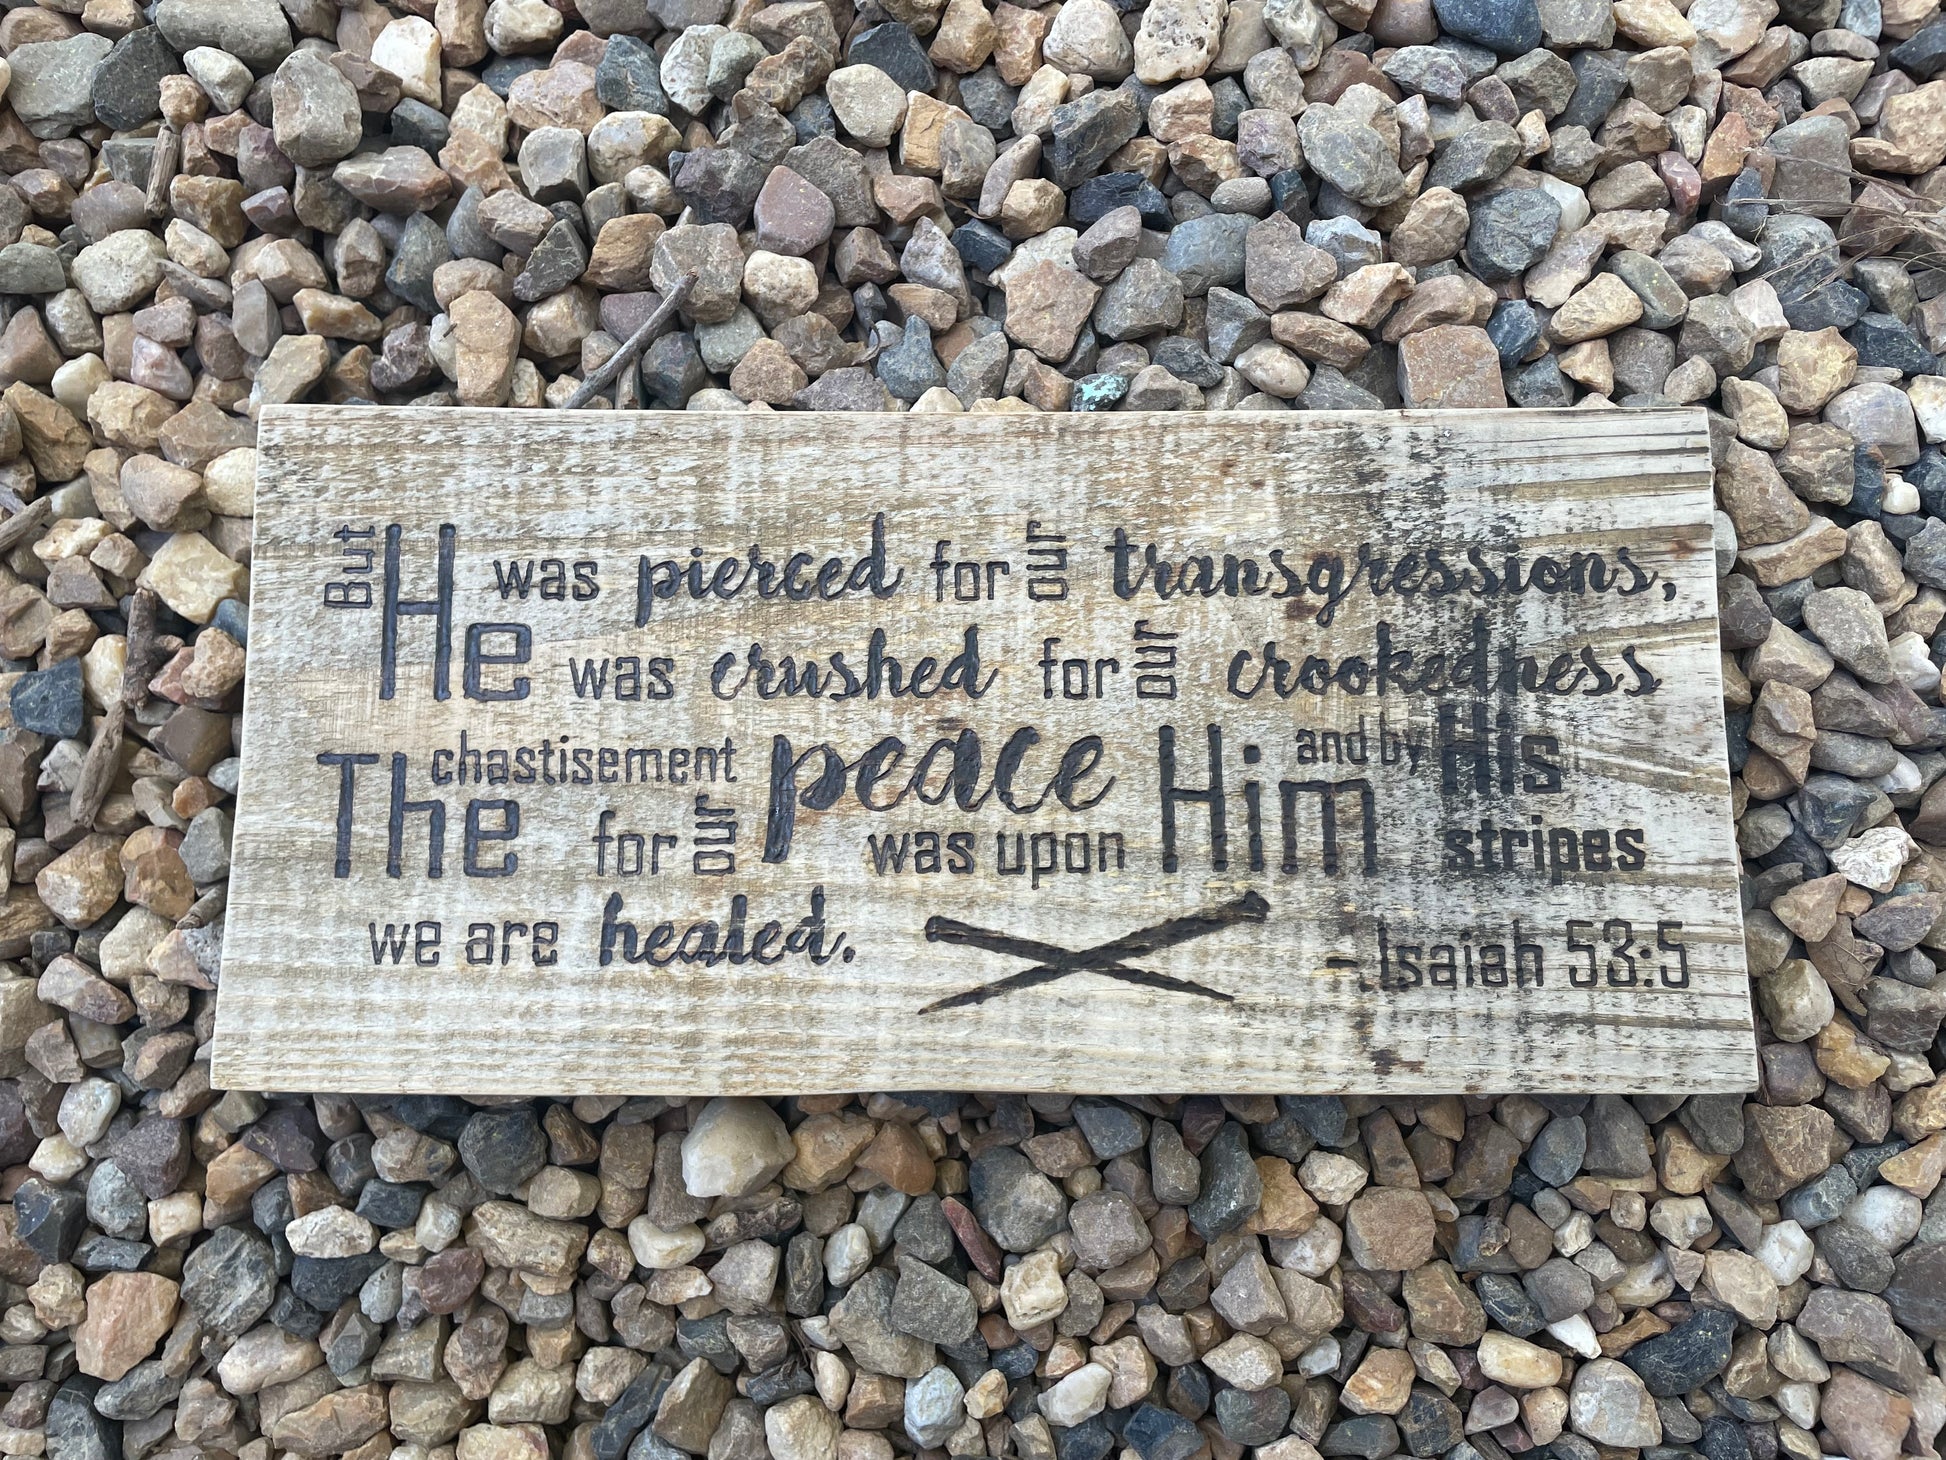 But He was pierced for our transgressions,
was crushed for our crookedness
The chastisement for our peace was upon Him and by His stripes
we are healed.
- Isaiah 53:5